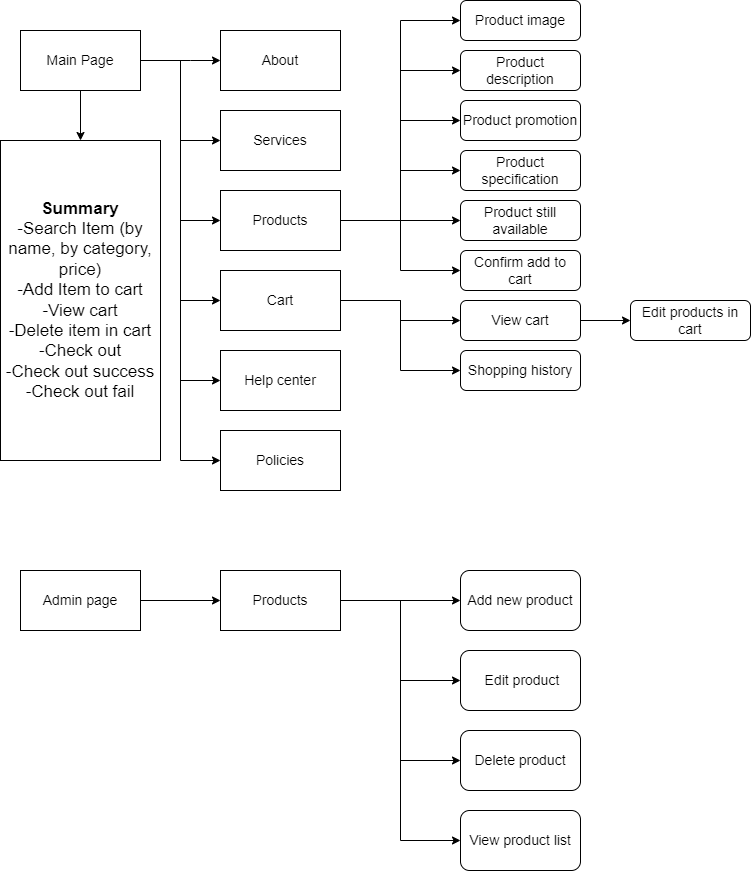 Main Page
About
Services
Products
Cart
Help center
Policies
Summary
-Search Item (by
name, by category,
price)
-Add Item to cart
-View cart
-Delete item in cart
-Check out
-Check out success
-Check out fail
Product image
Product
description
Product promotion
Product
specification
Product still
available
Confirm add to
cart
View cart
Edit products in
cart
Shopping history
Admin page
Products
Add new product
Edit product
Delete product
View product list